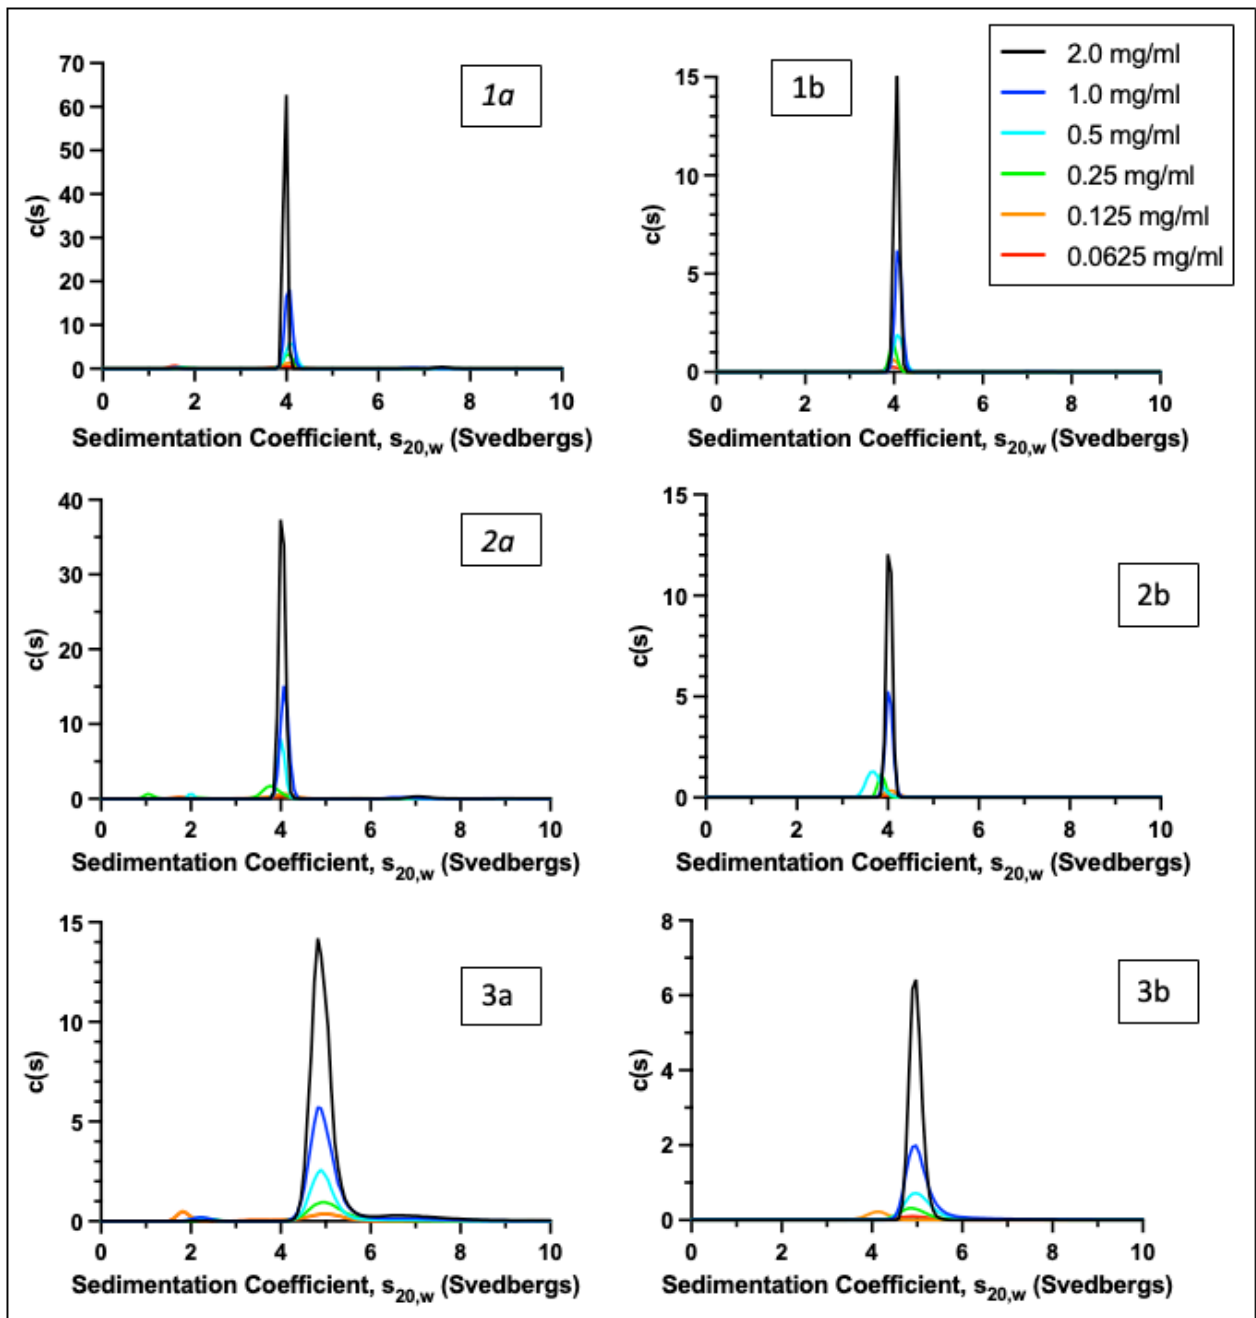 1a
70
60
50
40
30
20
10
0
c(s)
0 2 4 6 8 10
Sedimentation Coefficient, s20,w (Svedbergs)
1b
15
10
5
0
c(s)
0 2 4 6 8 10
Sedimentation Coefficient, s20,w (Svedbergs)
2.0 mg/ml
1.0 mg/ml
0.5 mg/ml
0.25 mg/ml
0.125 mg/ml
0.0625 mg/ml
2a
40
30
20
10
0
c(s)
0 2 4 6 8 10
Sedimentation Coefficient, s20,w (Svedbergs)
2b
15
10
5
0
c(s)
0 2 4 6 8 10
Sedimentation Coefficient, s20,w (Svedbergs)
3a
15
10
5
0
c(s)
0 2 4 6 8 10
Sedimentation Coefficient, s20,w (Svedbergs)
3b
8
6
4
2
0
c(s)
0 2 4 6 8 10
Sedimentation Coefficient, s20,w (Svedbergs)